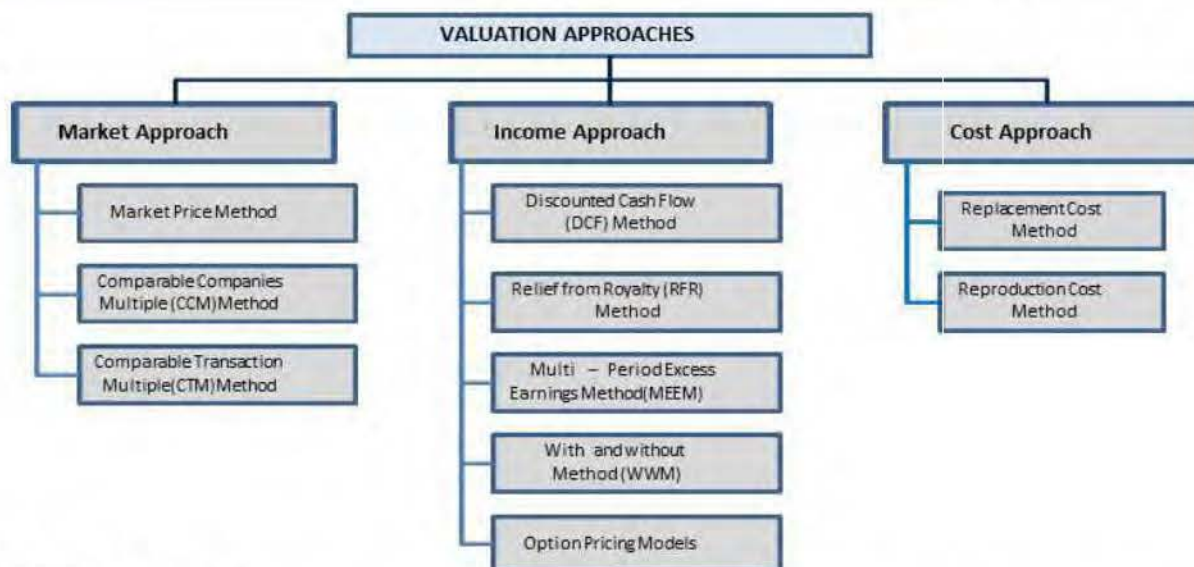 VALUATION APPROACHES
Market Approach
Market Price Method
Comparable Companies
Multiple (CCM) Method
Comparable Transaction
Multiple(CTM) Method
Income Approach
Discounted Cash Flow
(DCF) Method
Relief from Royalty (RFR)
Method
Multi – Period Excess
Earnings Method(MEEM)
With and without
Method (WWM)
Option Pricing Models
Cost Approach
Replacement Cost
Method
Reproduction Cost
Method